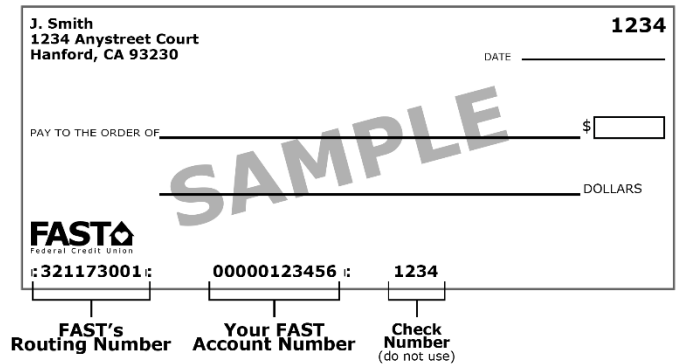 J. Smith
1234
1234 Anystreet Court
Hanford, CA 93230
DATE
PAY TO THE ORDER OF
$
SAMPLE
DOLLARS
FAST
Federal Credit Union
⑆321173001⑆ 00000123456 ⑆ 1234
FAST's Your FAST Check
Routing Number Account Number Number
(do not use)